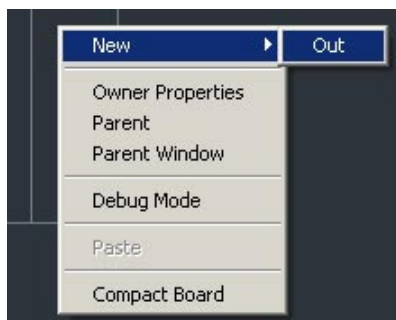 New
Out
Owner Properties
Parent
Parent Window
Debug Mode
Paste
Compact Board